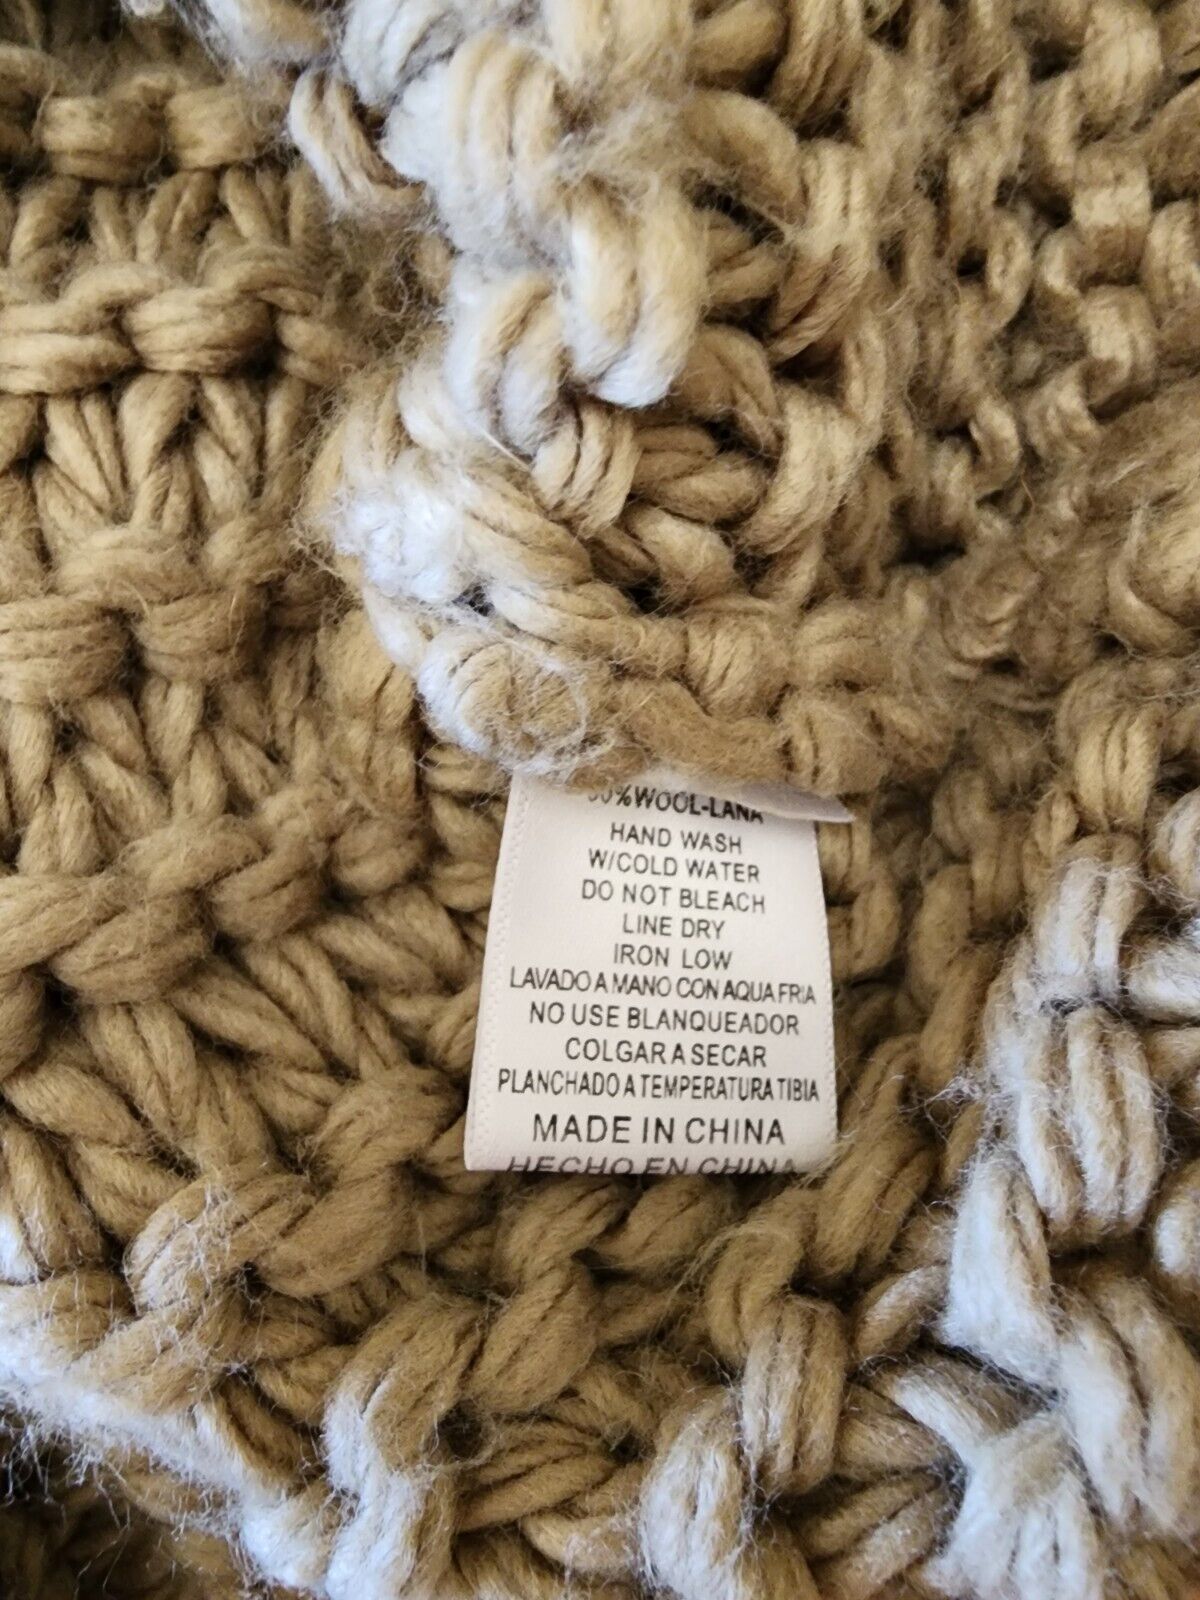 0%WOOL-LANA
HAND WASH
W/COLD WATER
DO NOT BLEACH
LINE DRY
IRON LOW
LAVADO A MANO CON AQUA FRIA
NO USE BLANQUEADOR
COLGAR A SECAR
PLANCHADO A TEMPERATURA TIBIA
MADE IN CHINA
HECHO EN CHINA